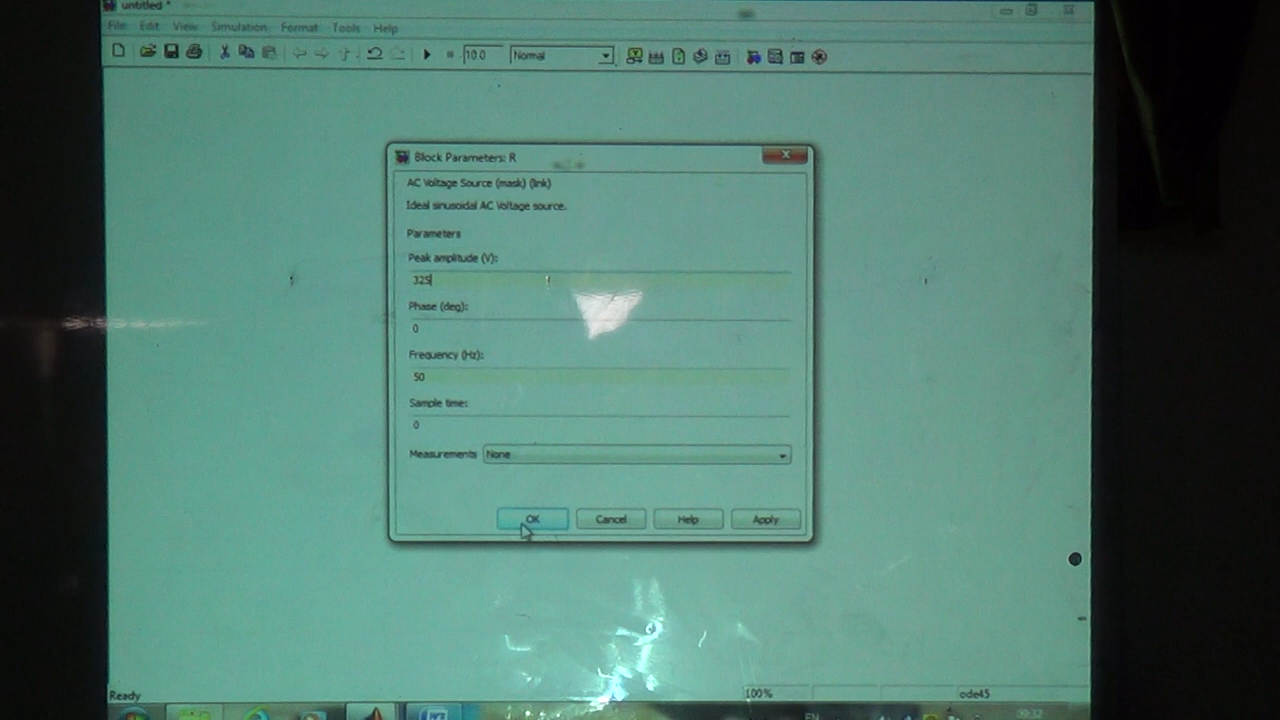 untitled *
File Edit View Simulation Format Tools Help
10.0 Normal
Block Parameters: R
AC Voltage Source (mask) (link)
Ideal sinusoidal AC Voltage source.
Parameters
Peak amplitude (V):
325
Phase (deg):
0
Frequency (Hz):
50
Sample time:
0
Measurements None
OK Cancel Help Apply
Ready 100% ode45
EN